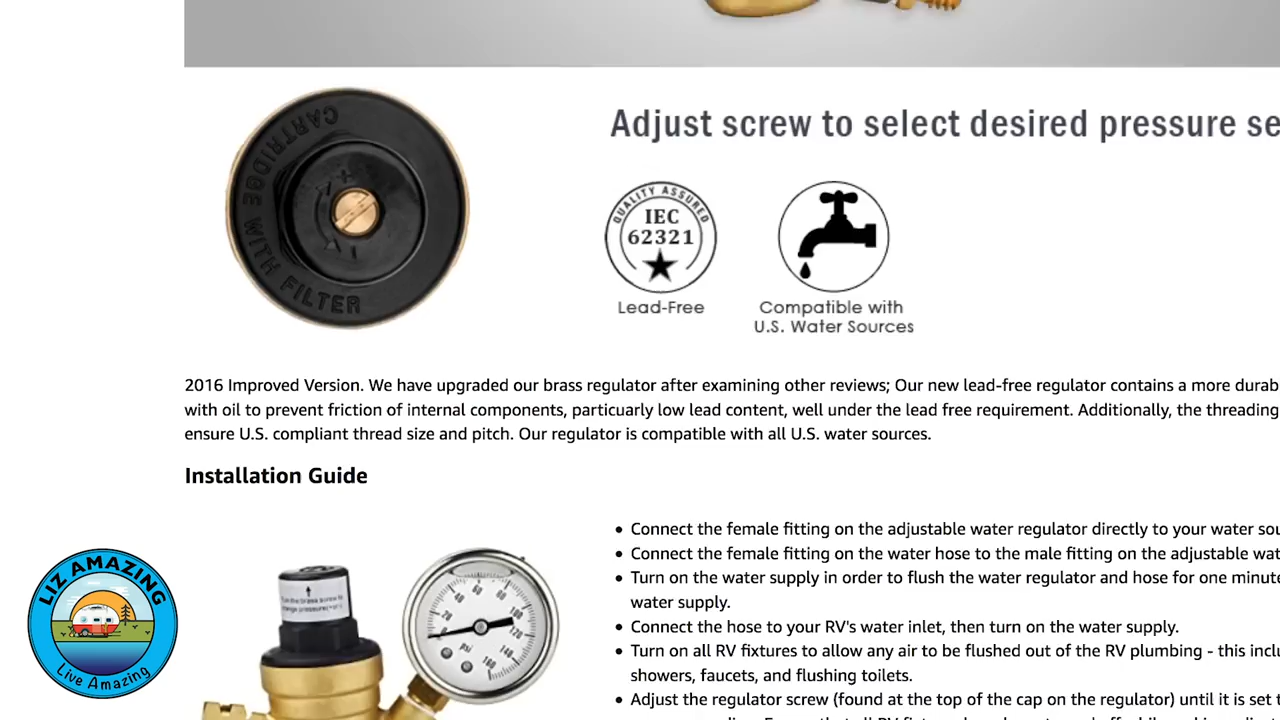 Adjust screw to select desired pressure se
CARTRIDGE WITH FILTER
QUALITY ASSURED
IEC
62321
Lead-Free
Compatible with
U.S. Water Sources
2016 Improved Version. We have upgraded our brass regulator after examining other reviews; Our new lead-free regulator contains a more durab
with oil to prevent friction of internal components, particuarly low lead content, well under the lead free requirement. Additionally, the threading
ensure U.S. compliant thread size and pitch. Our regulator is compatible with all U.S. water sources.
Installation Guide
Connect the female fitting on the adjustable water regulator directly to your water sou
Connect the female fitting on the water hose to the male fitting on the adjustable wat
Turn on the water supply in order to flush the water regulator and hose for one minute
water supply.
Connect the hose to your RV's water inlet, then turn on the water supply.
Turn on all RV fixtures to allow any air to be flushed out of the RV plumbing - this inclu
showers, faucets, and flushing toilets.
Adjust the regulator screw (found at the top of the cap on the regulator) until it is set t
LIZ AMAZING
Live Amazing
psi